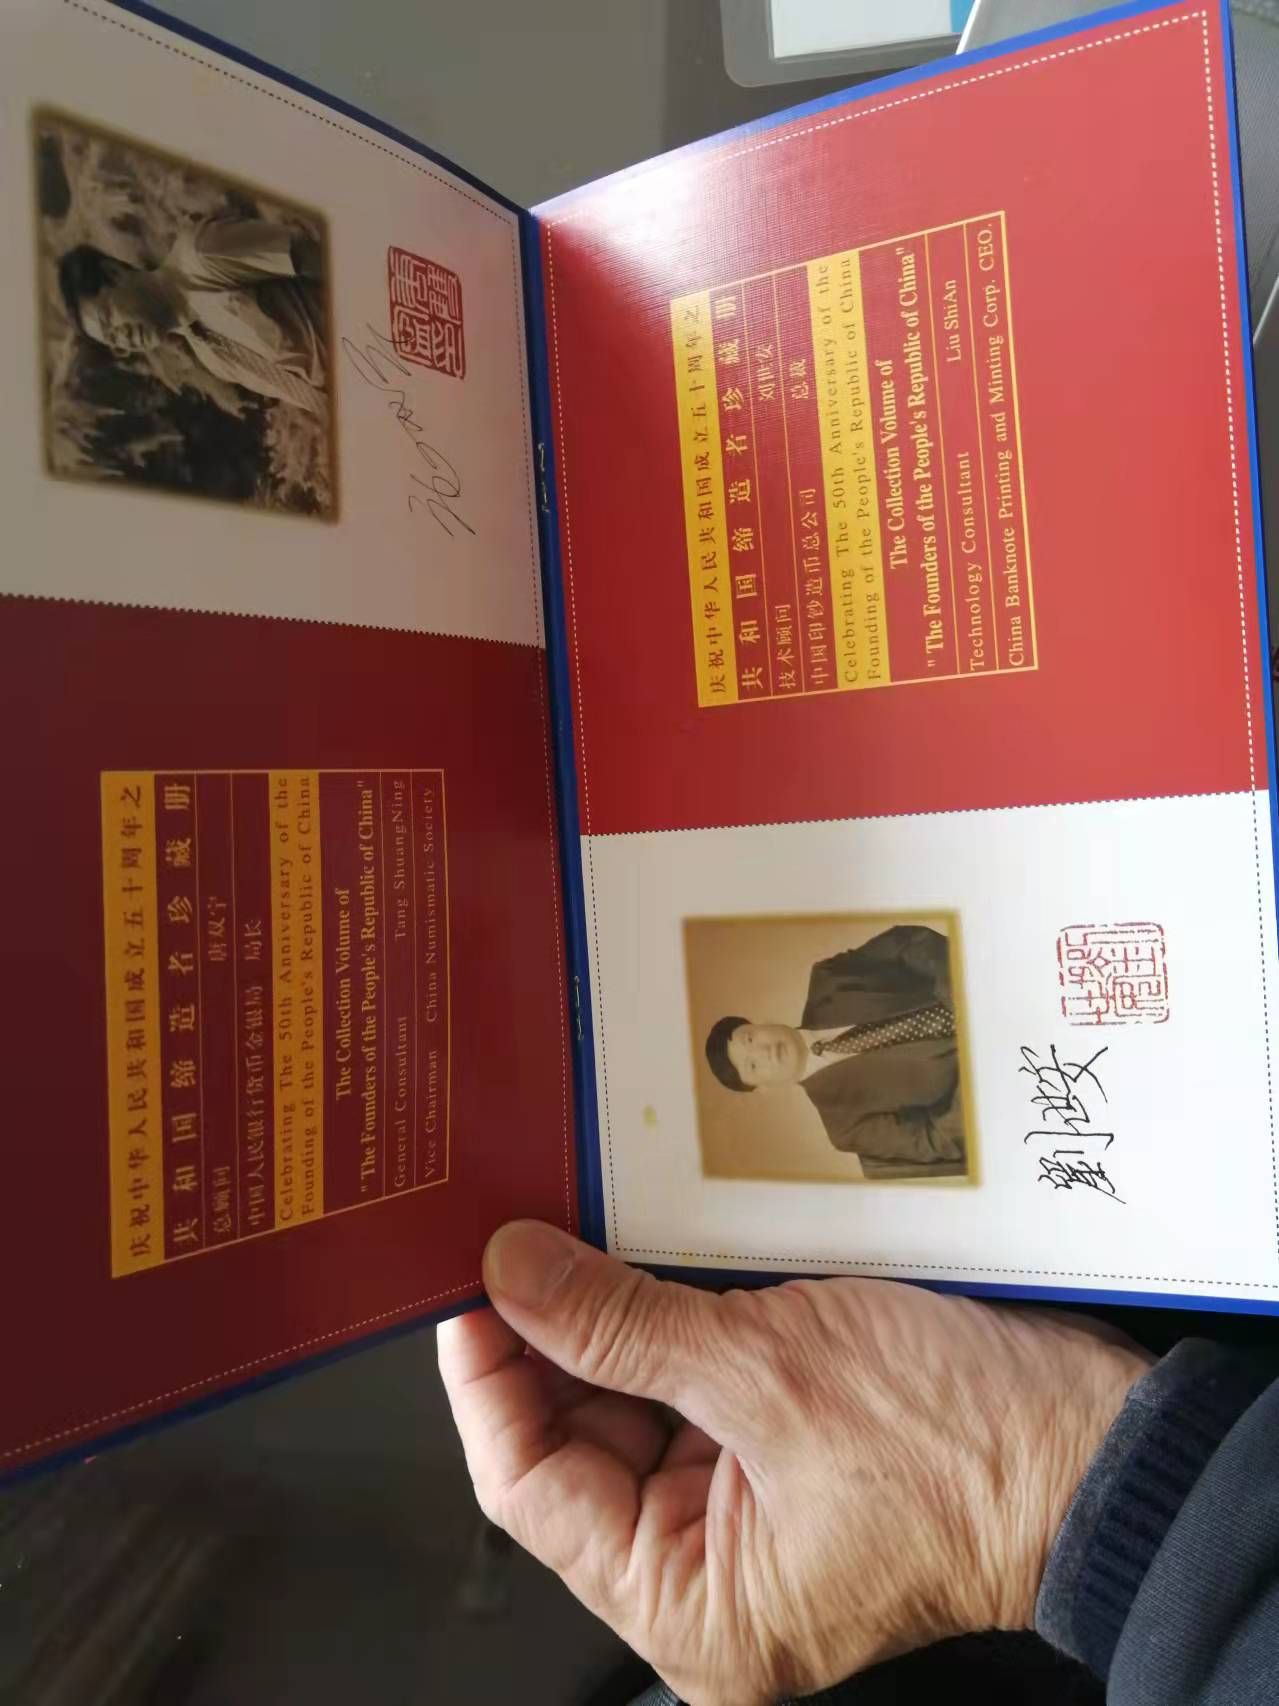 庆祝中华人民共和国成立五十周年之
共和国缔造者珍藏册
总顾问 唐双宁
中国人民银行货币金银局 局长
Celebrating The 50th Anniversary of the
Founding of the People's Republic of China
The Collection Volume of
" The Founders of the People's Republic of China"
General Consultant Tang ShuangNing
Vice Chairman China Numismatic Society
庆祝中华人民共和国成立五十周年之
共和国缔造者珍藏册
技术顾问 刘世安
中国印钞造币总公司 总裁
Celebrating The 50th Anniversary of the
Founding of the People's Republic of China
The Collection Volume of
" The Founders of the People's Republic of China"
Technology Consultant Liu ShiAn
China Banknote Printing and Minting Corp. CEO.
劉世安